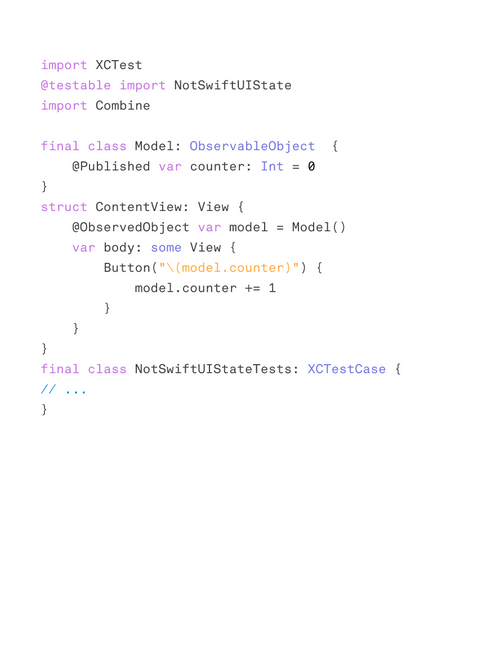 import XCTest
@testable import NotSwiftUIState
import Combine

final class Model: ObservableObject  {
    @Published var counter: Int = 0
}
struct ContentView: View {
    @ObservedObject var model = Model()
    var body: some View {
        Button("\(model.counter)") {
            model.counter += 1
        }
    }
}
final class NotSwiftUIStateTests: XCTestCase {
// ...
}